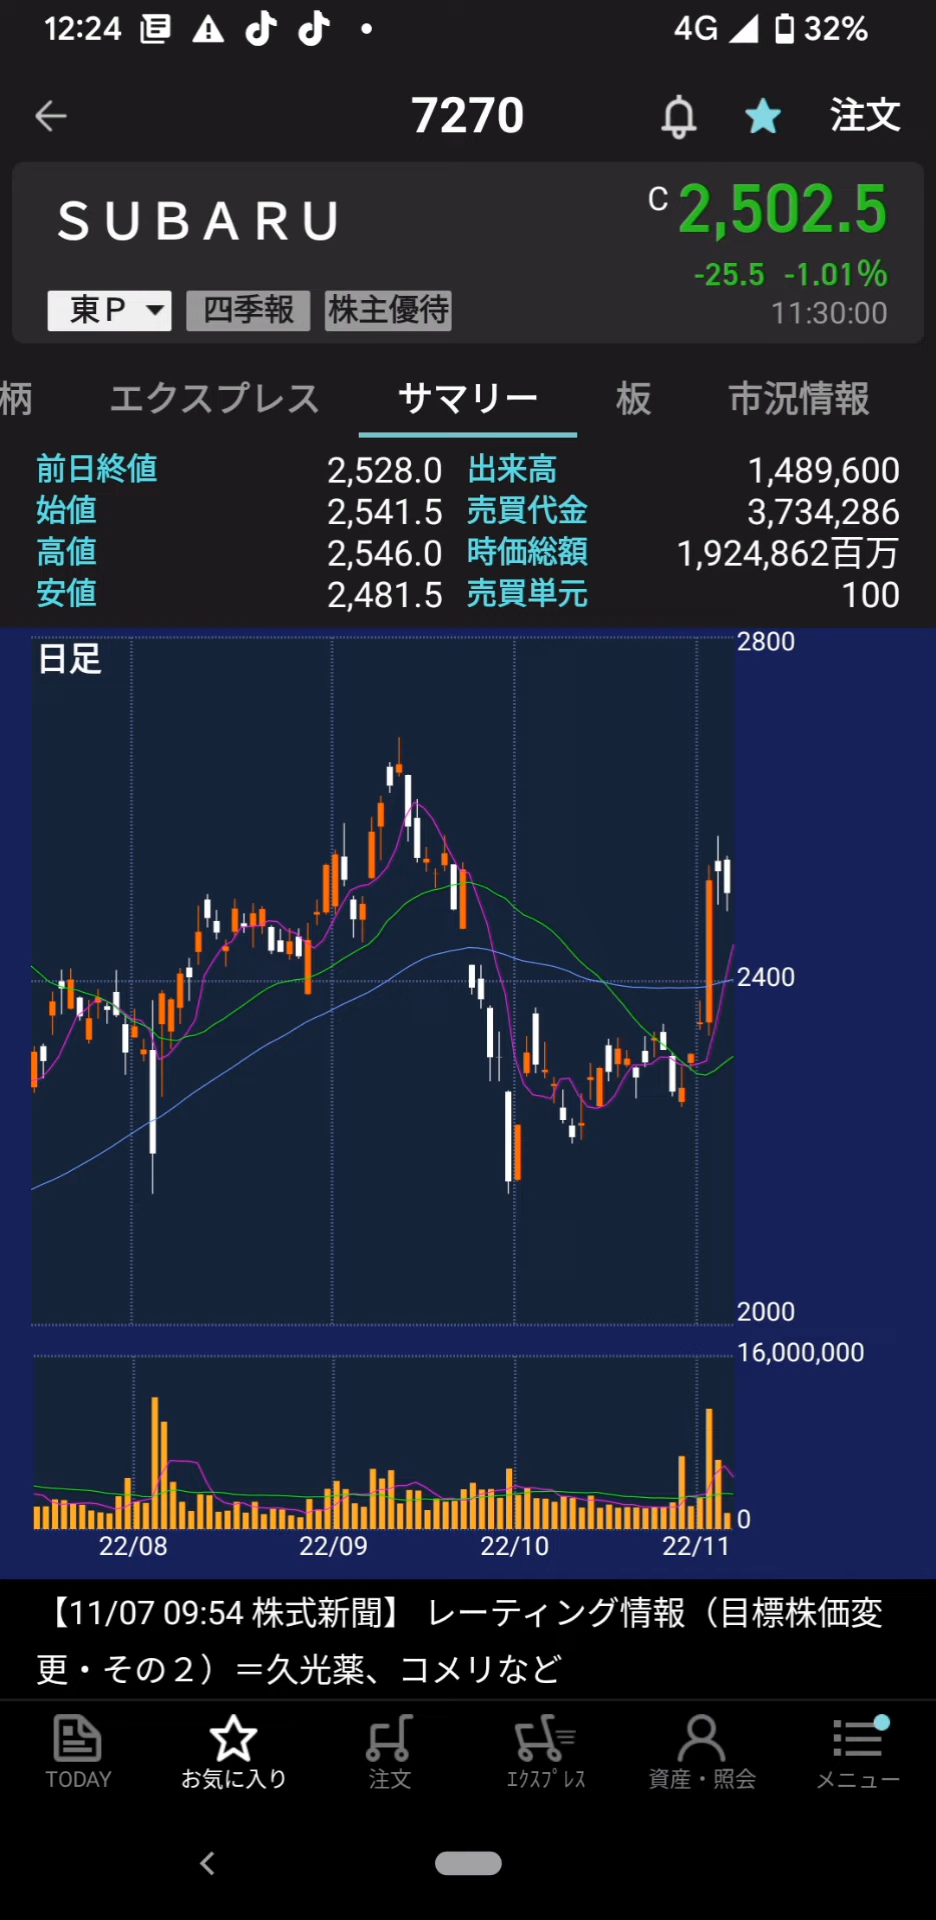 12:24 4G 32%
7270 注文
ＳＵＢＡＲＵ
C 2,502.5
-25.5 -1.01%
東Ｐ 四季報 株主優待 11:30:00
柄 エクスプレス サマリー 板 市況情報
前日終値 2,528.0 出来高 1,489,600
始値 2,541.5 売買代金 3,734,286
高値 2,546.0 時価総額 1,924,862百万
安値 2,481.5 売買単元 100
日足
2800
2400
2000
16,000,000
0
22/08 22/09 22/10 22/11
【11/07 09:54 株式新聞】 レーティング情報（目標株価変
更・その２）＝久光薬、コメリなど
TODAY お気に入り 注文 ｴｸｽﾌﾟﾚｽ 資産・照会 メニュー